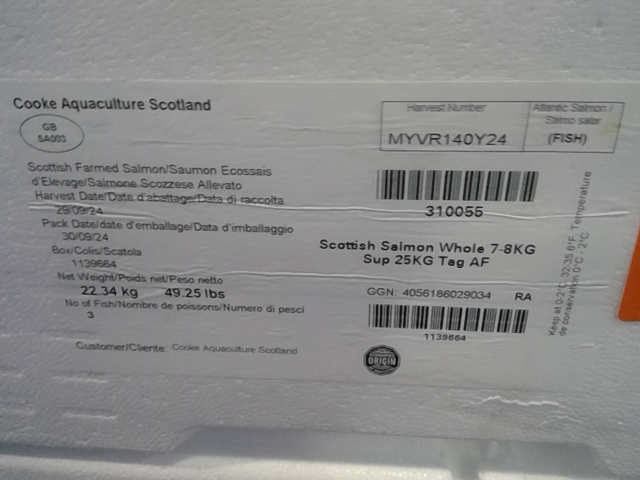 Cooke Aquaculture Scotland
GB
SA003
Harvest Number
MYVR140Y24
Atlantic Salmon /
Salmo salar
(FISH)
Scottish Farmed Salmon/Saumon Ecossais
d'Elevage/Salmone Scozzese Allevato
Harvest Date/Date d'abattage/Data di raccolta
29/09/24
Pack Date/date d'emballage/Data d'imballaggio
30/09/24
Box/Colis/Scatola
1139664
Net Weight/Poids net/Peso netto
22.34 kg 49.25 lbs
No of Fish/Nombre de poissons/Numero di pesci
3
Customer/Cliente: Cooke Aquaculture Scotland
310055
Scottish Salmon Whole 7-8KG
Sup 25KG Tag AF
GGN: 4056186029034 RA
1139664
ORIGIN
Keep at 0-2°C, 32-35.6°F, Temperature
de conservation 0°C - 2°C